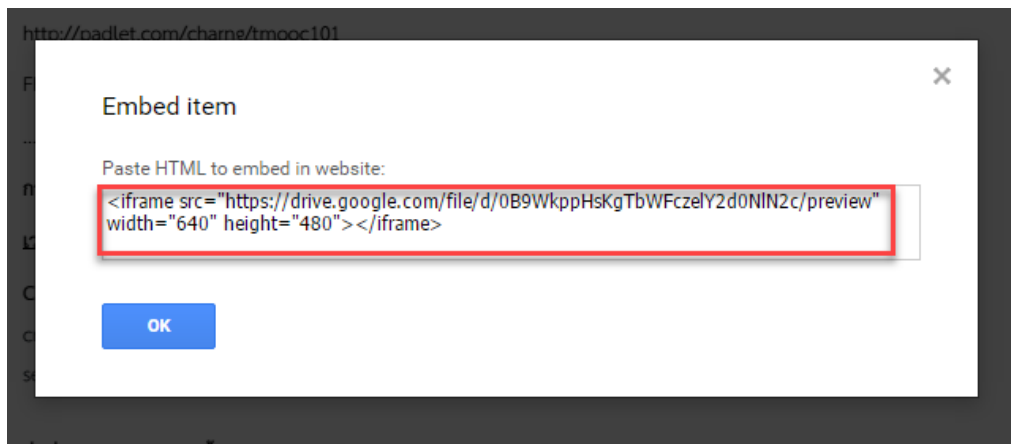 http://padlet.com/charng/tmooc101
Embed item
Paste HTML to embed in website:
<iframe src="https://drive.google.com/file/d/0B9WkppHsKgTbWFczelY2d0NlN2c/preview"
width="640" height="480"></iframe>
OK